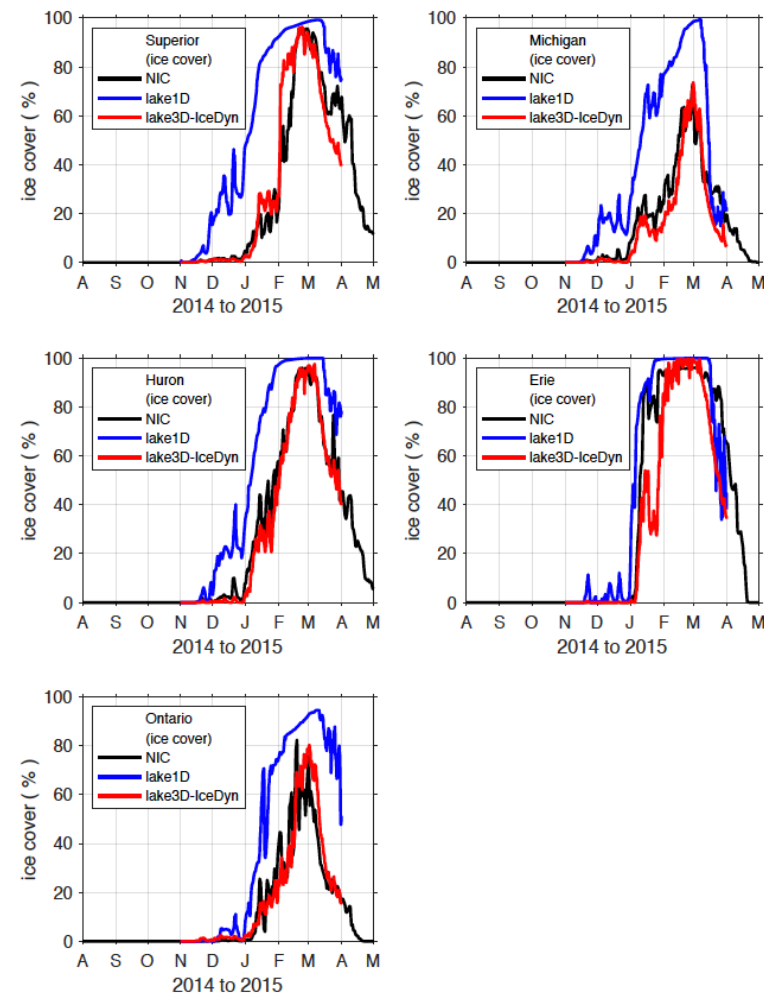 Superior
(ice cover)
NIC
lake1D
lake3D-IceDyn
ice cover ( % )
100
80
60
40
20
0
A S O N D J F M A M
2014 to 2015
Michigan
(ice cover)
NIC
lake1D
lake3D-IceDyn
ice cover ( % )
100
80
60
40
20
0
A S O N D J F M A M
2014 to 2015
Huron
(ice cover)
NIC
lake1D
lake3D-IceDyn
ice cover ( % )
100
80
60
40
20
0
A S O N D J F M A M
2014 to 2015
Erie
(ice cover)
NIC
lake1D
lake3D-IceDyn
ice cover ( % )
100
80
60
40
20
0
A S O N D J F M A M
2014 to 2015
Ontario
(ice cover)
NIC
lake1D
lake3D-IceDyn
ice cover ( % )
100
80
60
40
20
0
A S O N D J F M A M
2014 to 2015